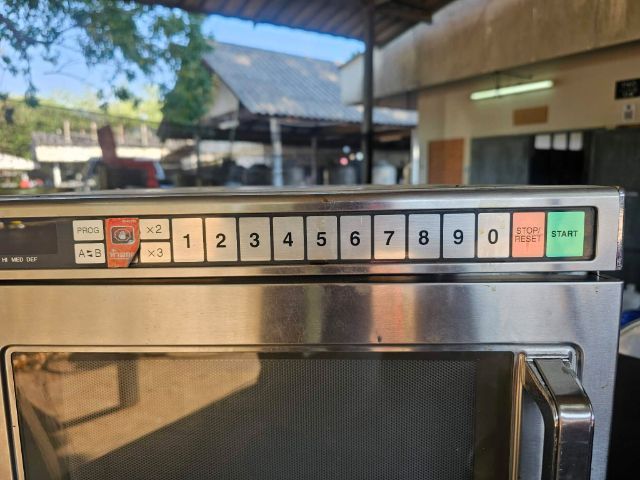 PROG
×2
1 2 3 4 5 6 7 8 9 0
STOP/
RESET
START
A⇆B
×3
HI MED DEF